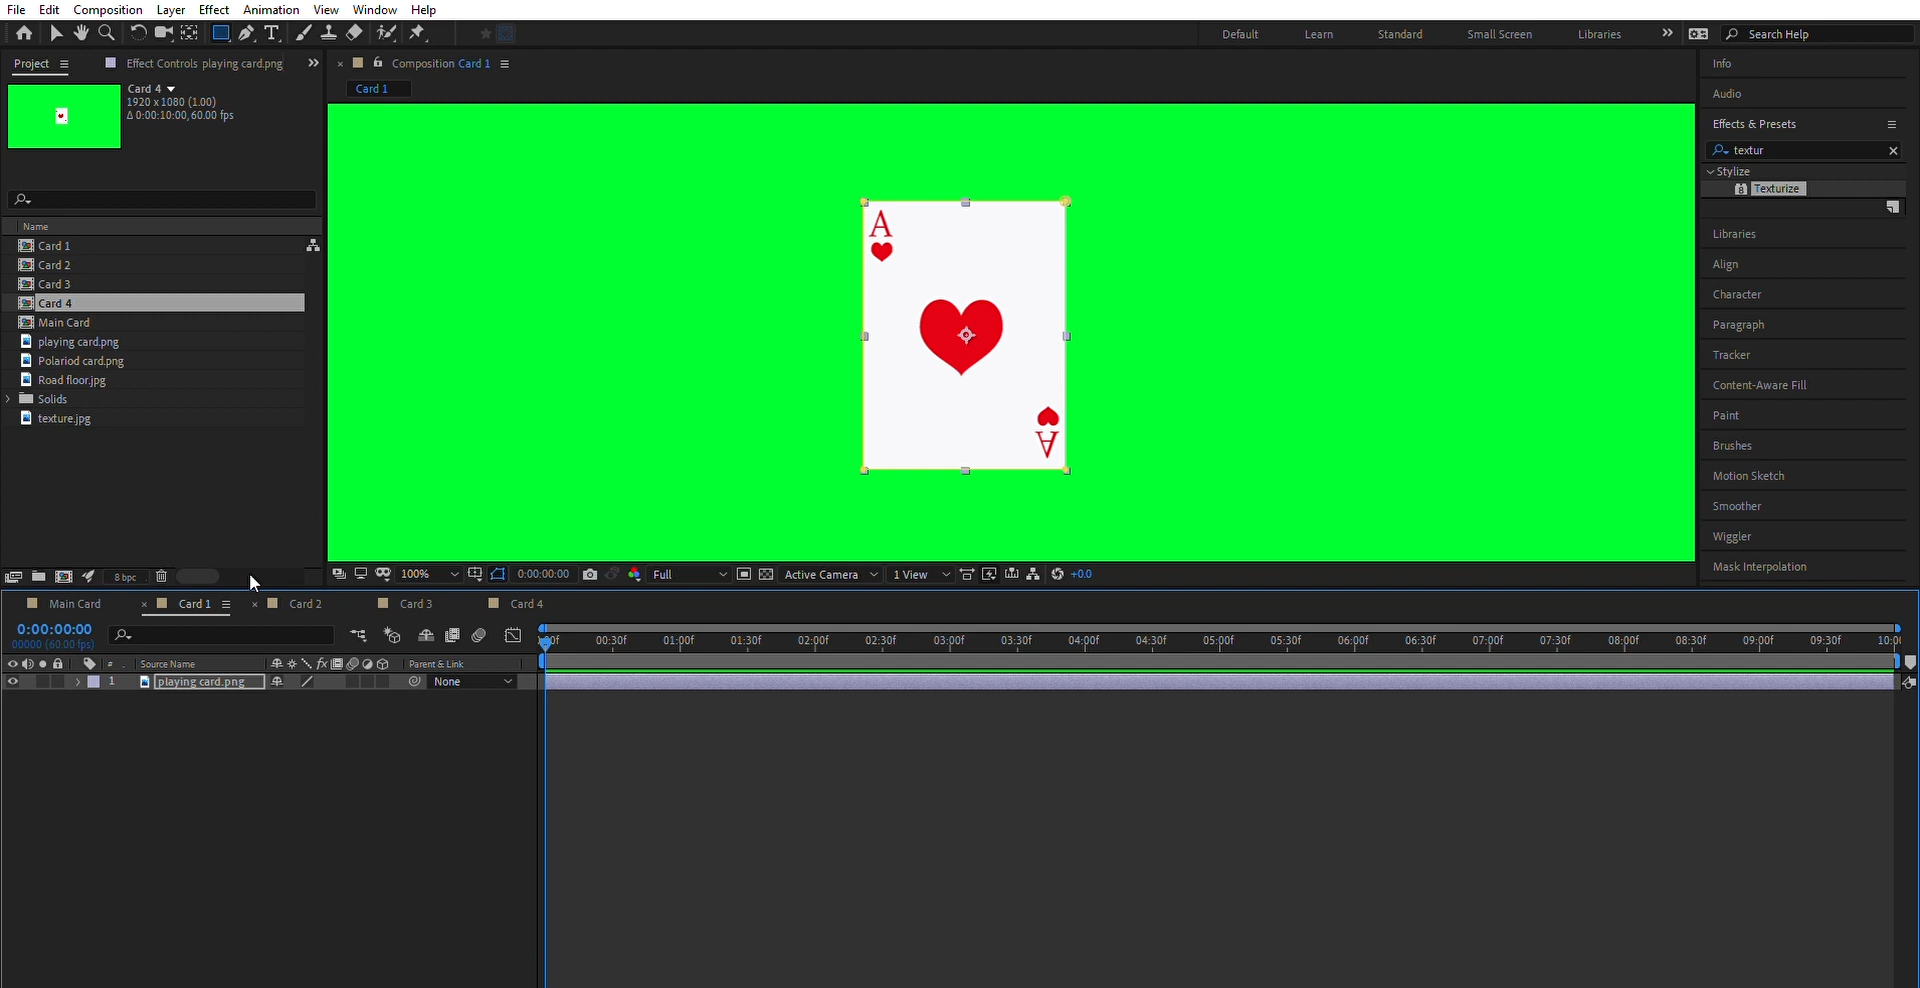 File Edit Composition Layer Effect Animation View Window Help
Default Learn Standard Small Screen Libraries Search Help
Project Effect Controls playing card.png
Composition Card 1
Card 4
1920 x 1080 (1.00)
Δ 0:00:10:00, 60.00 fps
Card 1
Name
Card 1
Card 2
Card 3
Card 4
Main Card
playing card.png
Polariod card.png
Road floor.jpg
Solids
texture.jpg
8 bpc
A
A
100% 0:00:00:00 Full Active Camera 1 View +0.0
Info
Audio
Effects & Presets
textur
Stylize
8 Texturize
Libraries
Align
Character
Paragraph
Tracker
Content-Aware Fill
Paint
Brushes
Motion Sketch
Smoother
Wiggler
Mask Interpolation
Main Card Card 1 Card 2 Card 3 Card 4
0:00:00:00
00000 (60.00 fps)
00:30f 01:00f 01:30f 02:00f 02:30f 03:00f 03:30f 04:00f 04:30f 05:00f 05:30f 06:00f 06:30f 07:00f 07:30f 08:00f 08:30f 09:00f 09:30f
# Source Name fx Parent & Link
1 playing card.png None